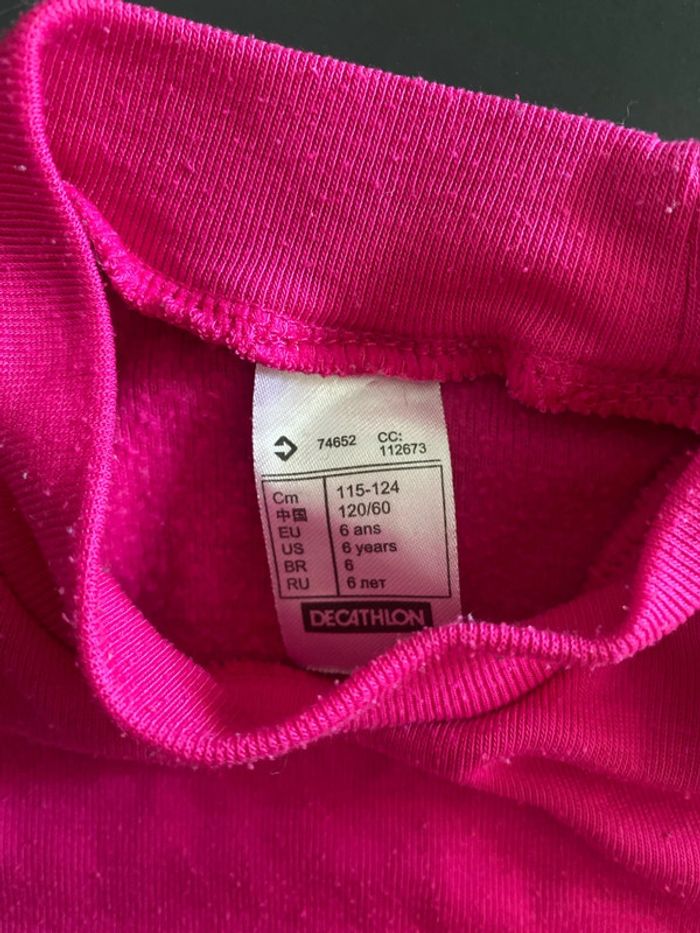 74652 CC:
112673
Cm 115-124
中国 120/60
EU 6 ans
US 6 years
BR 6
RU 6 лет
DECATHLON